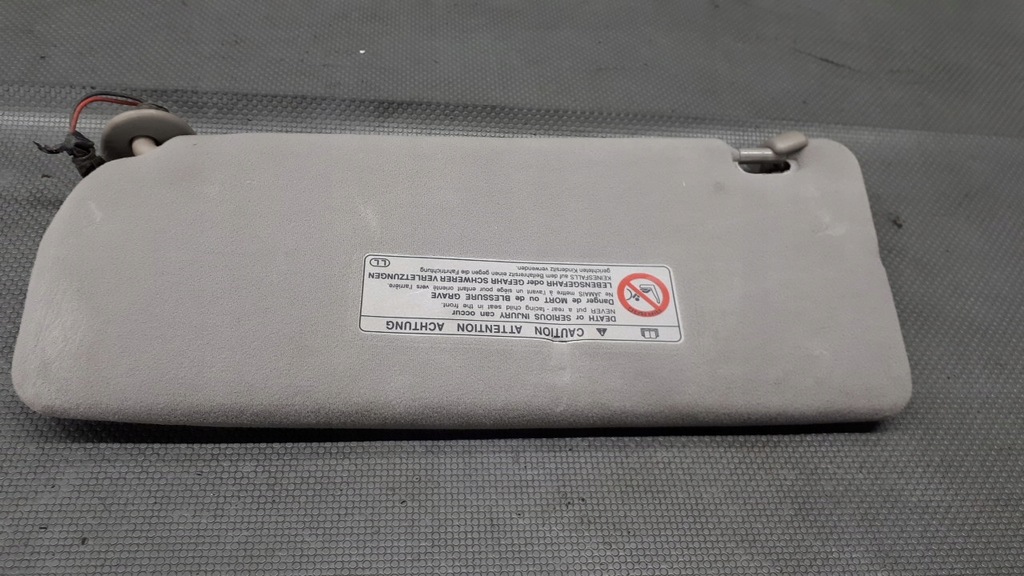 CAUTION ATTENTION ACHTUNG
DEATH or SERIOUS INJURY can occur
NEVER put a rear-facing child seat in the front.
Danger de MORT ou de BLESSURE GRAVE
Ne JAMAIS mettre à l'avant un siège pour enfant orienté vers l'arrière.
LEBENSGEFAHR oder GEFAHR SCHWERER VERLETZUNGEN
KEINESFALLS auf dem Beifahrersitz einen gegen die Fahrtrichtung
gerichteten Kindersitz verwenden.